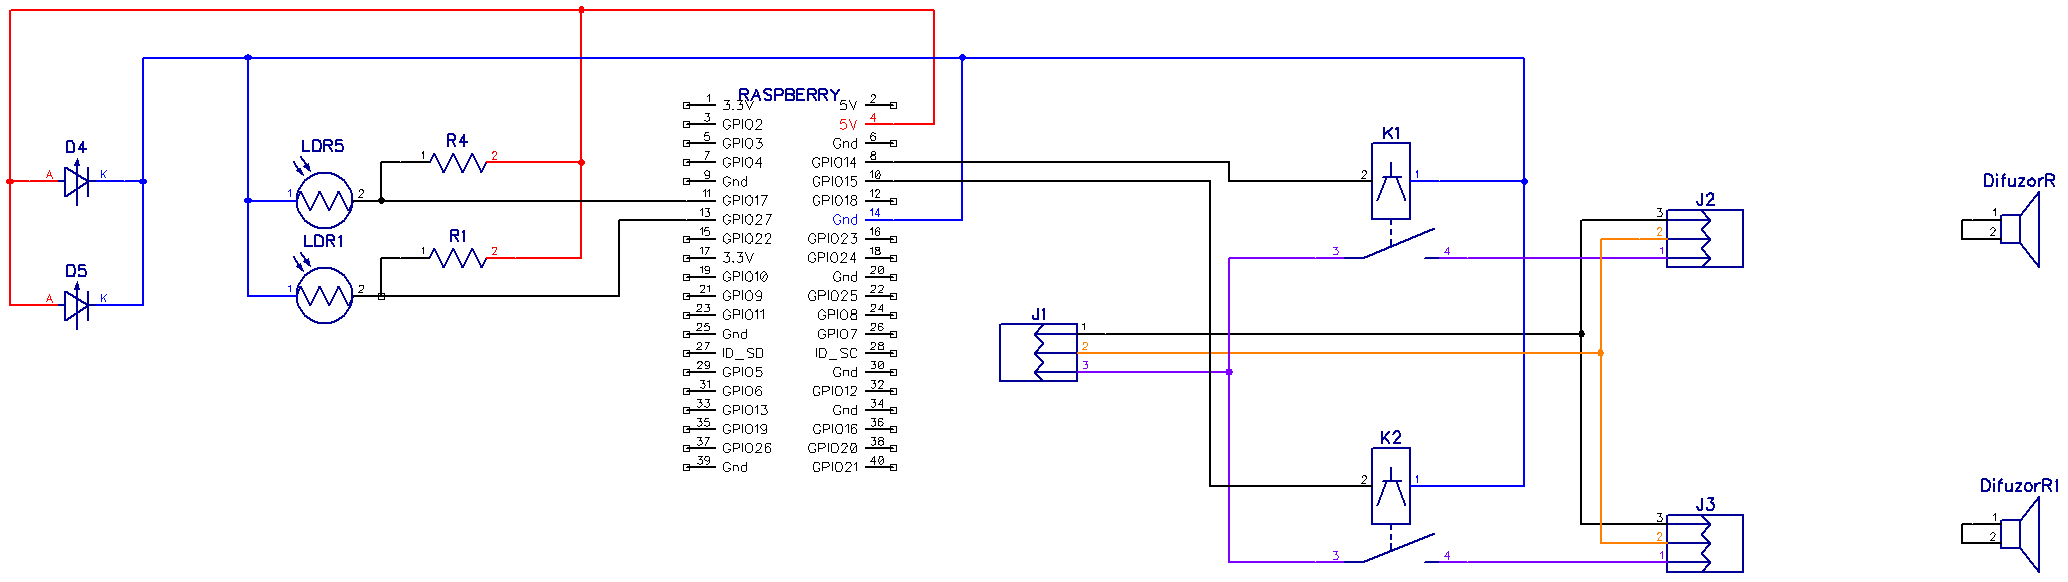 RASPBERRY
1 3.3V 5V 2
3 GPIO2 5V 4
5 GPIO3 Gnd 6
7 GPIO4 GPIO14 8
9 Gnd GPIO15 10
11 GPIO17 GPIO18 12
13 GPIO27 Gnd 14
15 GPIO22 GPIO23 16
17 3.3V GPIO24 18
19 GPIO10 Gnd 20
21 GPIO9 GPIO25 22
23 GPIO11 GPIO8 24
25 Gnd GPIO7 26
27 ID_SD ID_SC 28
29 GPIO5 Gnd 30
31 GPIO6 GPIO12 32
33 GPIO13 Gnd 34
35 GPIO19 GPIO16 36
37 GPIO26 GPIO20 38
39 Gnd GPIO21 40
D4
A K
D5
A K
LDR5
1 2
R4
1 2
LDR1
1 2
R1
1 2
K1
2 1
3 4
J1
1
2
3
K2
2 1
3 4
J2
3
2
1
J3
3
2
1
DifuzorR
1
2
DifuzorR1
1
2